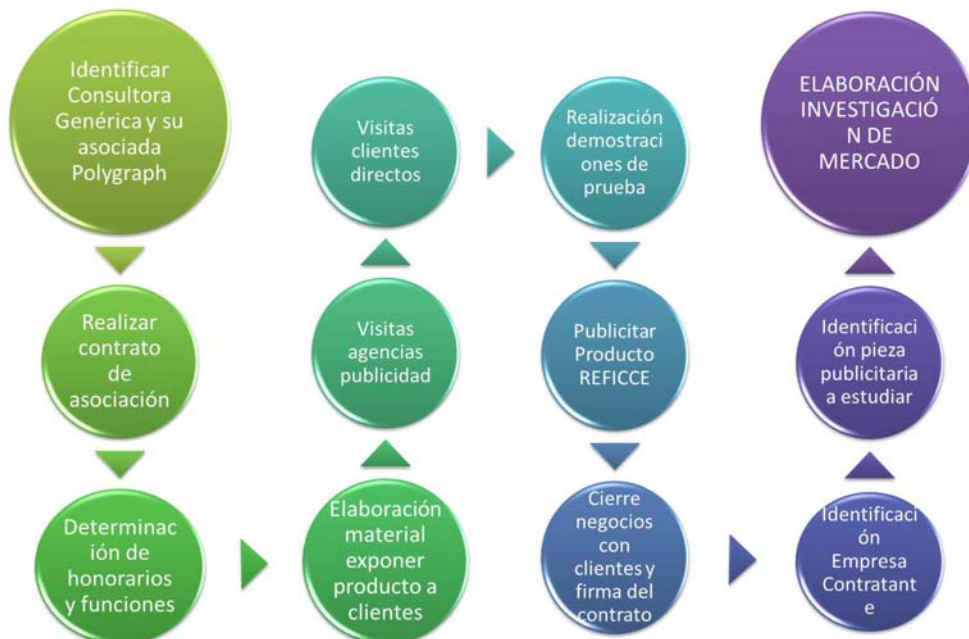 Identificar
Consultora
Genérica y su
asociada
Polygraph
Realizar
contrato
de
asociación
Determinac
ión de
honorarios
y funciones
Elaboración
material
exponer
producto a
clientes
Visitas
agencias
publicidad
Visitas
clientes
directos
Realización
demostraci
ones de
prueba
Publicitar
Producto
REFICCE
Cierre
negocios
con
clientes y
firma del
contrato
Identificaci
ón
Empresa
Contratant
e
Identificaci
ón pieza
publicitaria
a estudiar
ELABORACIÓN
INVESTIGACIÓ
N DE
MERCADO